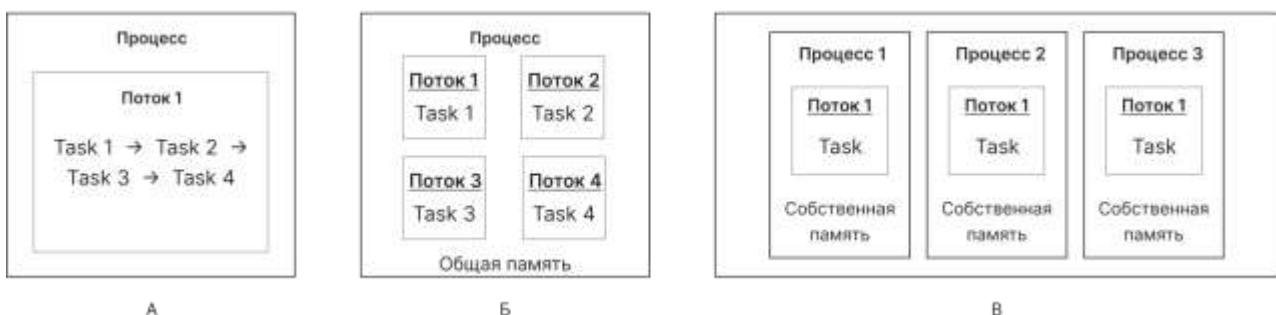 Процесс
Поток 1
Task 1 → Task 2 →
Task 3 → Task 4
А
Процесс
Поток 1
Task 1
Поток 2
Task 2
Поток 3
Task 3
Поток 4
Task 4
Общая память
Б
Процесс 1
Поток 1
Task
Собственная
память
Процесс 2
Поток 1
Task
Собственная
память
Процесс 3
Поток 1
Task
Собственная
память
В